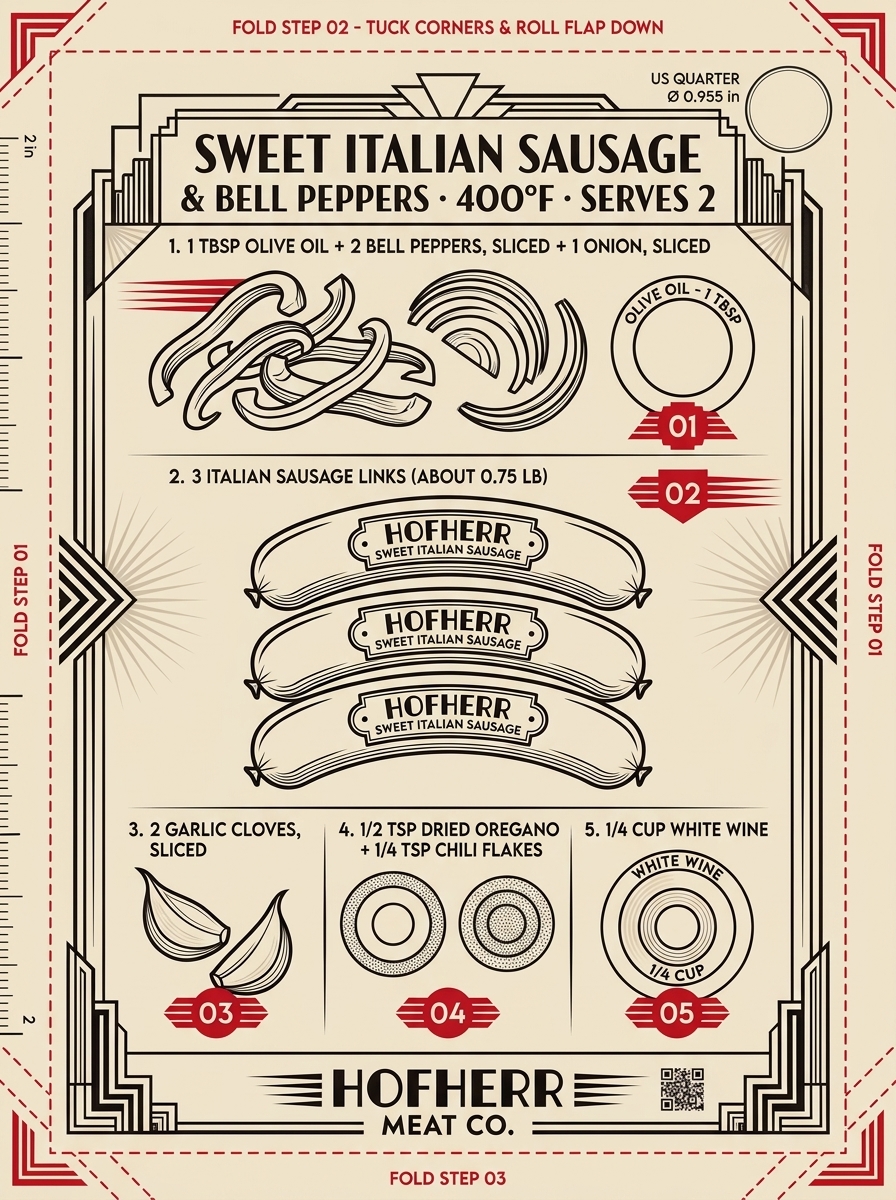 FOLD STEP 02 - TUCK CORNERS & ROLL FLAP DOWN
US QUARTER
Ø 0.955 in
2 in
SWEET ITALIAN SAUSAGE
& BELL PEPPERS · 400°F · SERVES 2
1. 1 TBSP OLIVE OIL + 2 BELL PEPPERS, SLICED + 1 ONION, SLICED
OLIVE OIL - 1 TBSP
01
2. 3 ITALIAN SAUSAGE LINKS (ABOUT 0.75 LB)
02
HOFHERR
SWEET ITALIAN SAUSAGE
HOFHERR
SWEET ITALIAN SAUSAGE
HOFHERR
SWEET ITALIAN SAUSAGE
FOLD STEP 01
FOLD STEP 01
3. 2 GARLIC CLOVES,
SLICED
03
4. 1/2 TSP DRIED OREGANO
+ 1/4 TSP CHILI FLAKES
04
5. 1/4 CUP WHITE WINE
WHITE WINE
1/4 CUP
05
2
HOFHERR
MEAT CO.
FOLD STEP 03